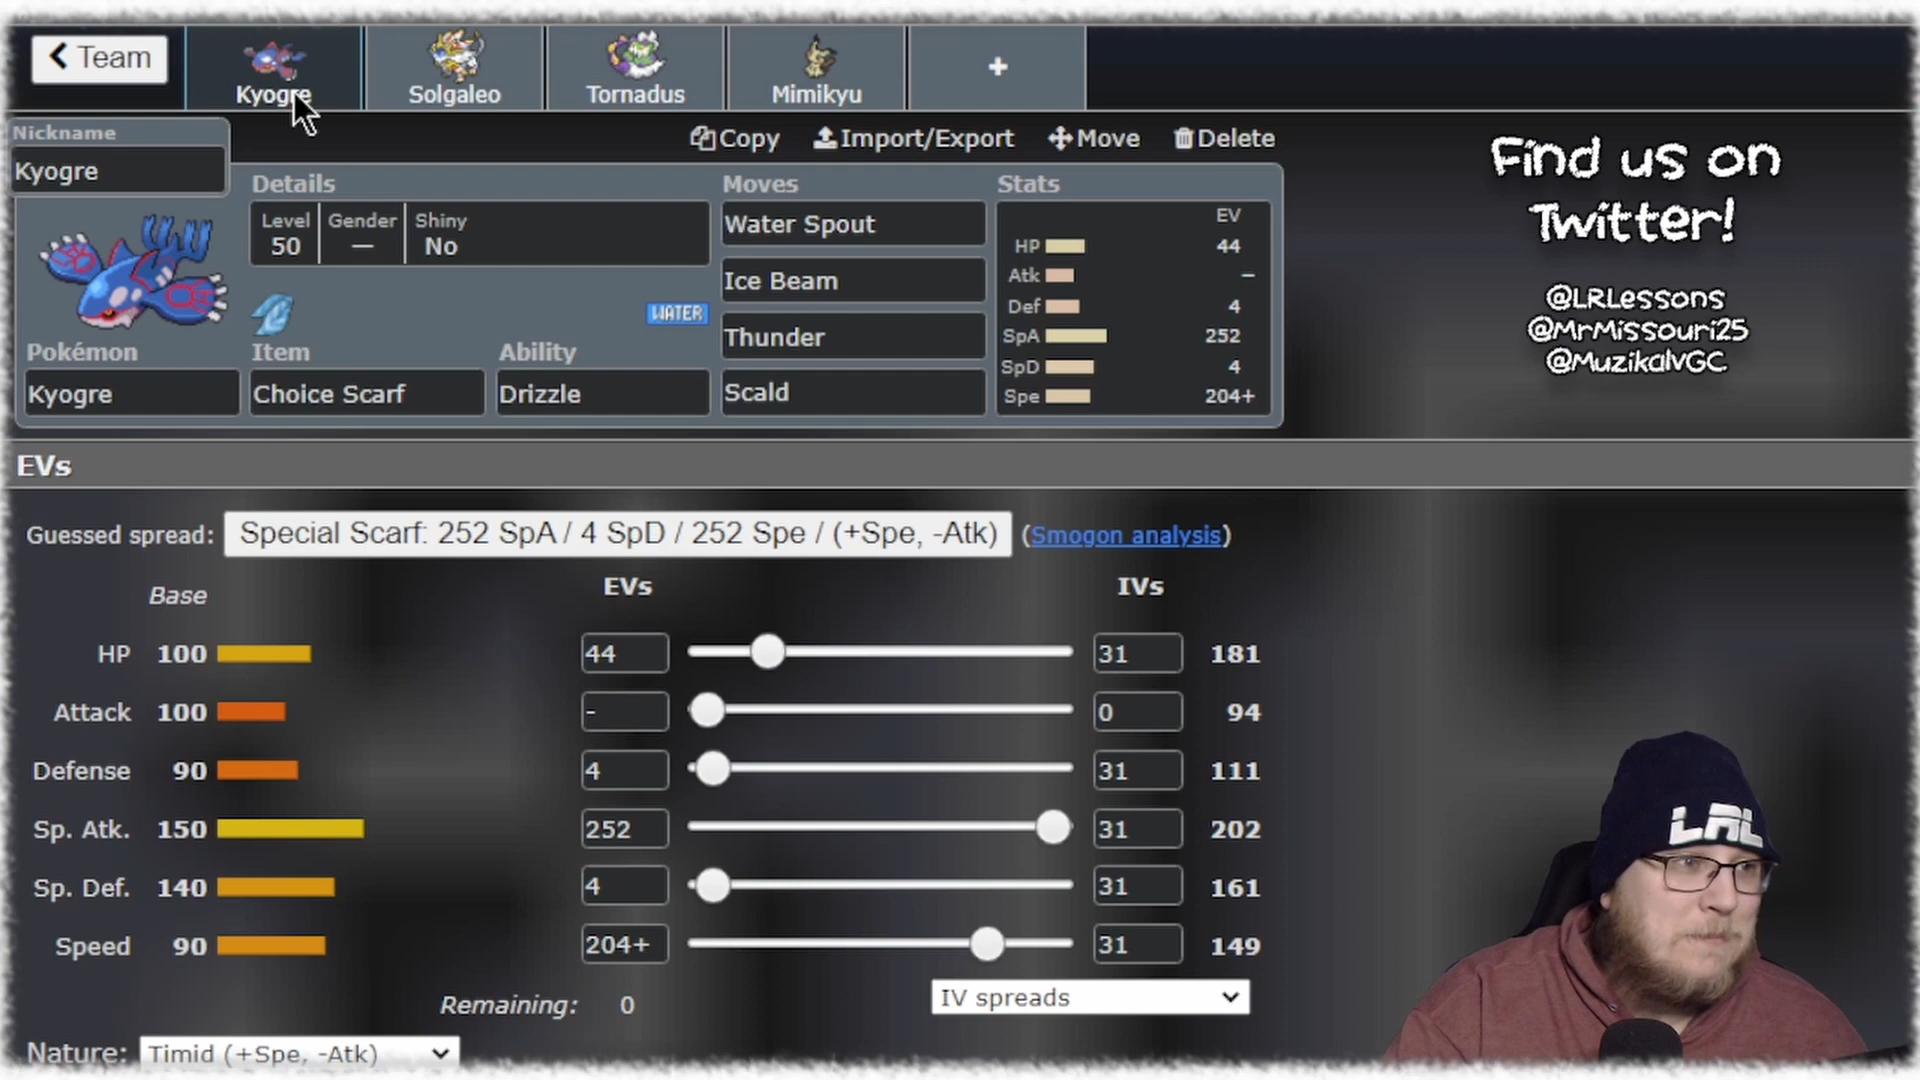 Team
Kyogre
Solgaleo
Tornadus
Mimikyu
+
Nickname
Kyogre
Copy Import/Export Move Delete
Details
Level Gender Shiny
50 — No
WATER
Pokémon Item Ability
Kyogre Choice Scarf Drizzle
Moves
Water Spout
Ice Beam
Thunder
Scald
Stats
EV
HP 44
Atk –
Def 4
SpA 252
SpD 4
Spe 204+
Find us on
Twitter!
@LRLessons
@MrMissouri25
@MuzikalVGC
EVs
Guessed spread: Special Scarf: 252 SpA / 4 SpD / 252 Spe / (+Spe, -Atk) (Smogon analysis)
Base EVs IVs
HP 100 44 31 181
Attack 100 - 0 94
Defense 90 4 31 111
Sp. Atk. 150 252 31 202
Sp. Def. 140 4 31 161
Speed 90 204+ 31 149
Remaining: 0 IV spreads
Nature: Timid (+Spe, -Atk)
LRL